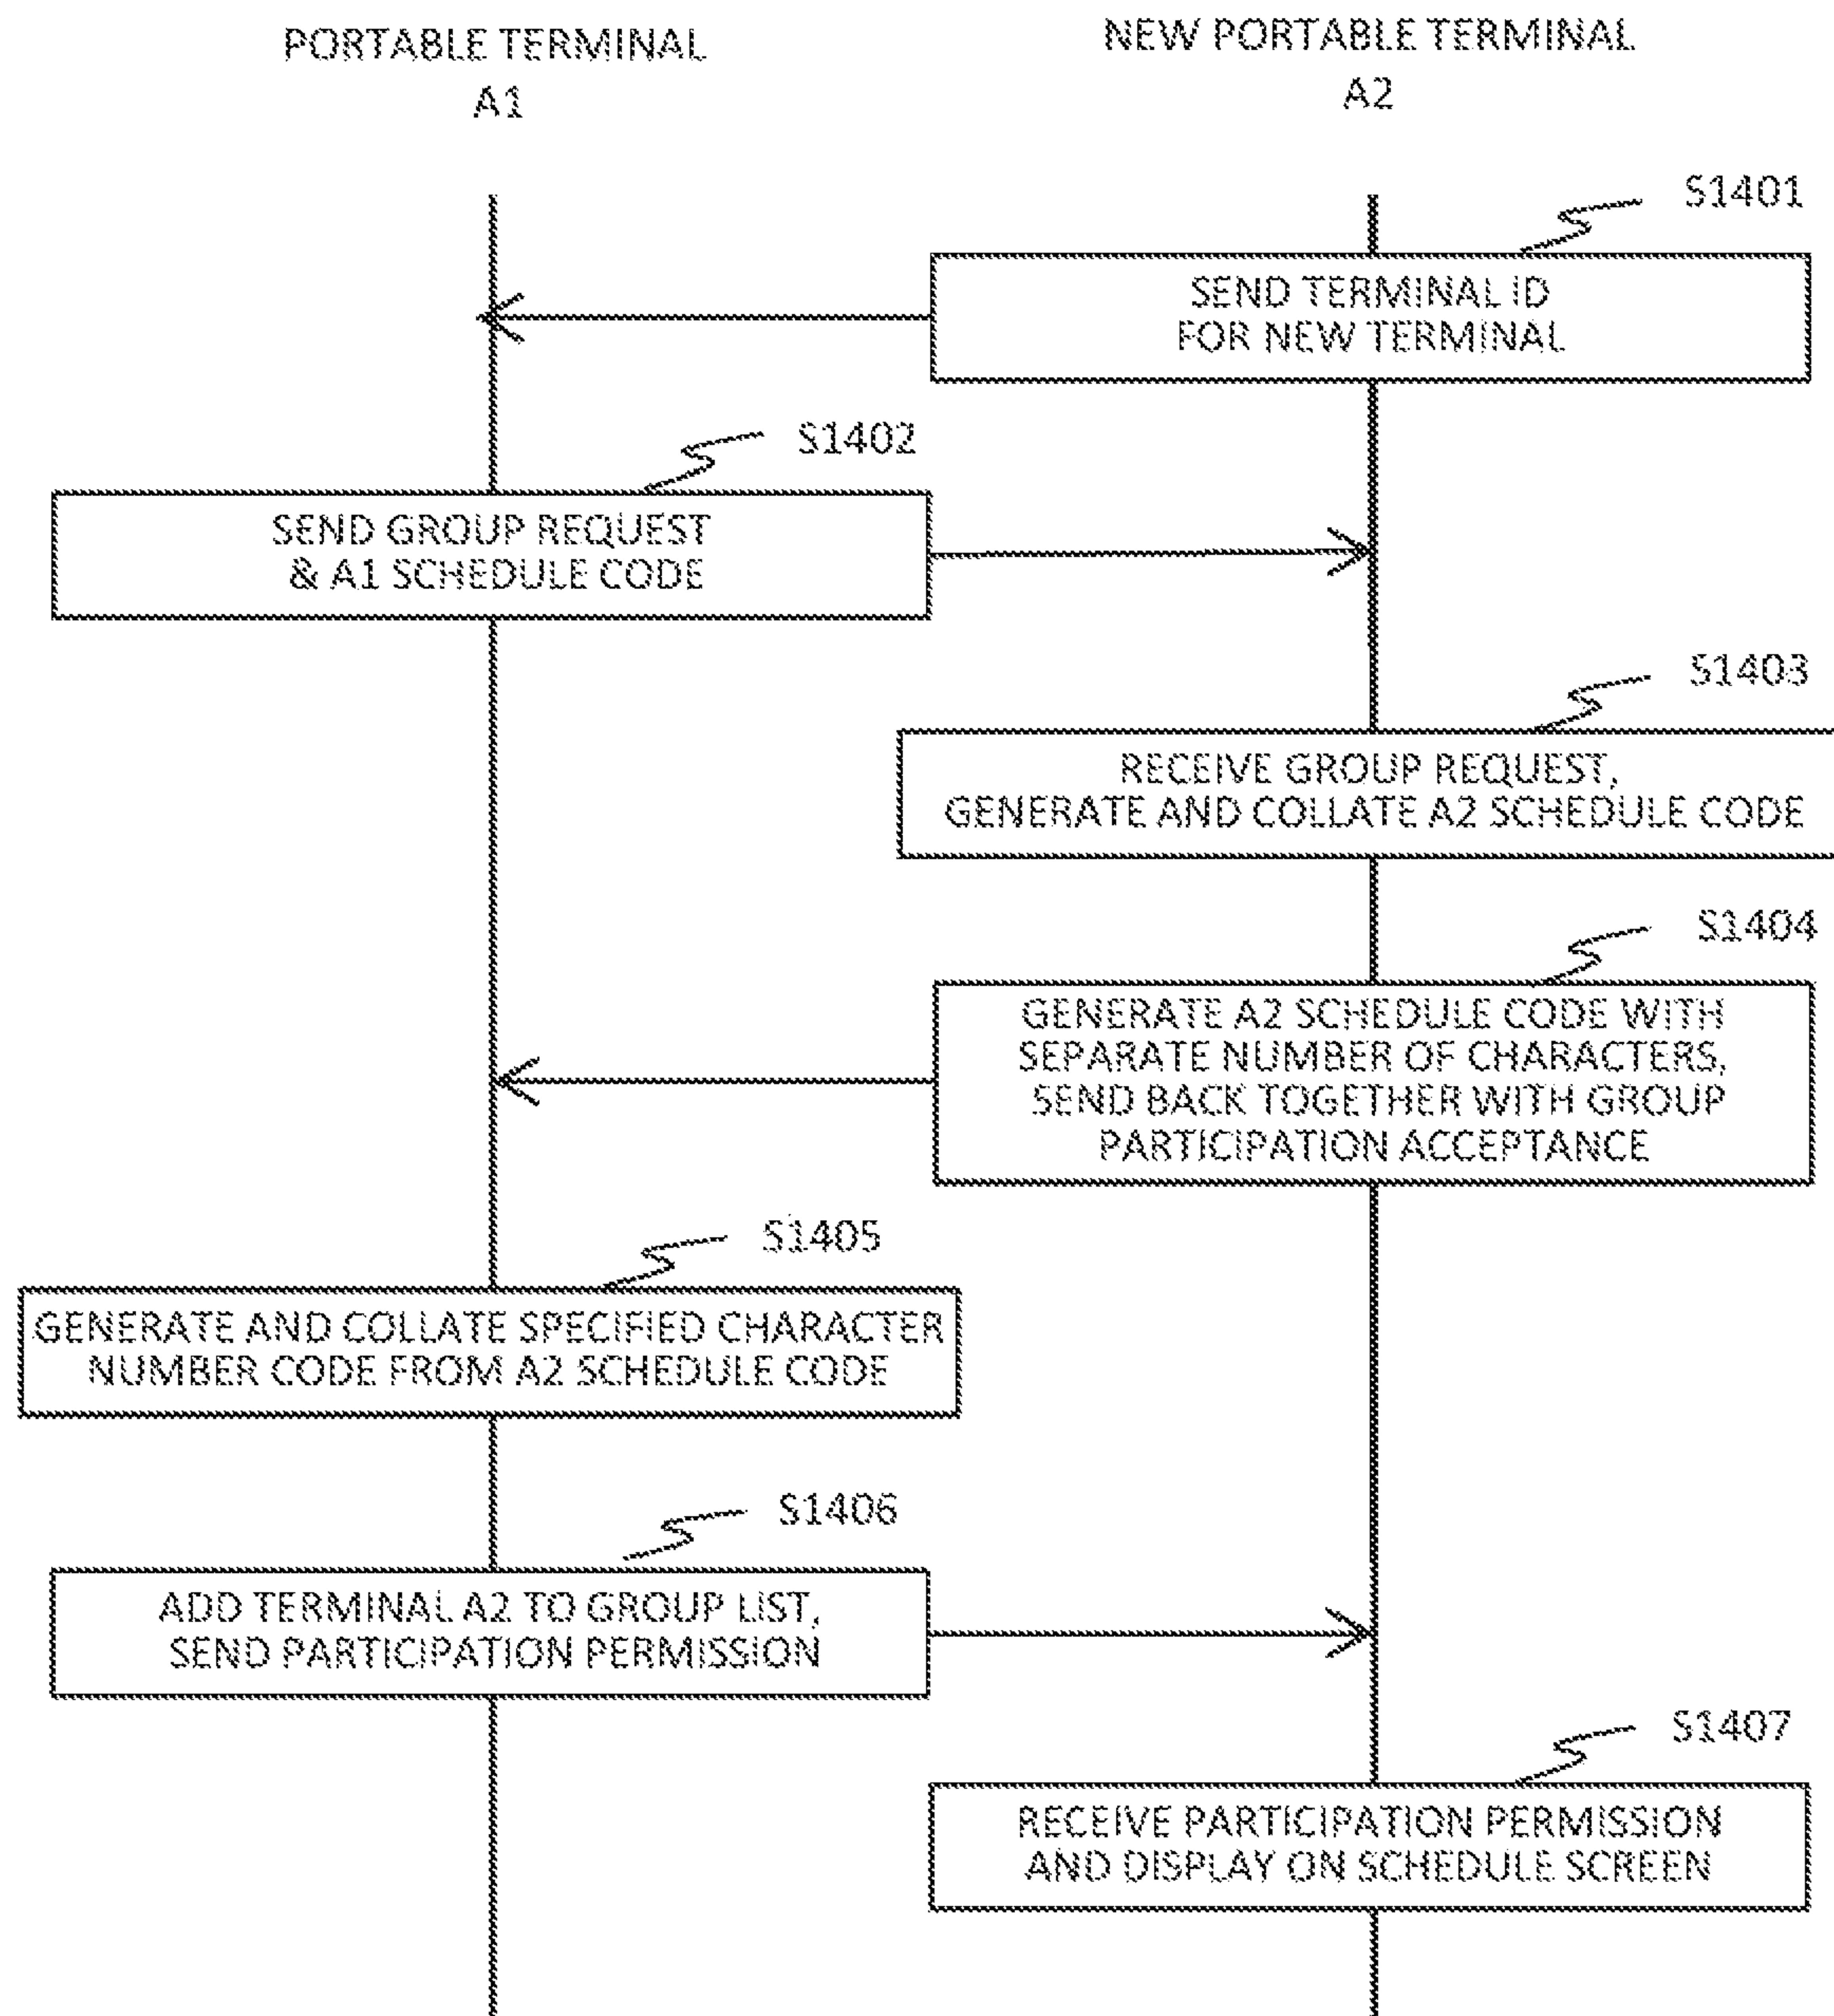 PORTABLE TERMINAL
A1
NEW PORTABLE TERMINAL
A2
S1401
SEND TERMINAL ID
FOR NEW TERMINAL
S1402
SEND GROUP REQUEST
& A1 SCHEDULE CODE
S1403
RECEIVE GROUP REQUEST,
GENERATE AND COLLATE A2 SCHEDULE CODE
S1404
GENERATE A2 SCHEDULE CODE WITH
SEPARATE NUMBER OF CHARACTERS,
SEND BACK TOGETHER WITH GROUP
PARTICIPATION ACCEPTANCE
S1405
GENERATE AND COLLATE SPECIFIED CHARACTER
NUMBER CODE FROM A2 SCHEDULE CODE
S1406
ADD TERMINAL A2 TO GROUP LIST,
SEND PARTICIPATION PERMISSION
S1407
RECEIVE PARTICIPATION PERMISSION
AND DISPLAY ON SCHEDULE SCREEN